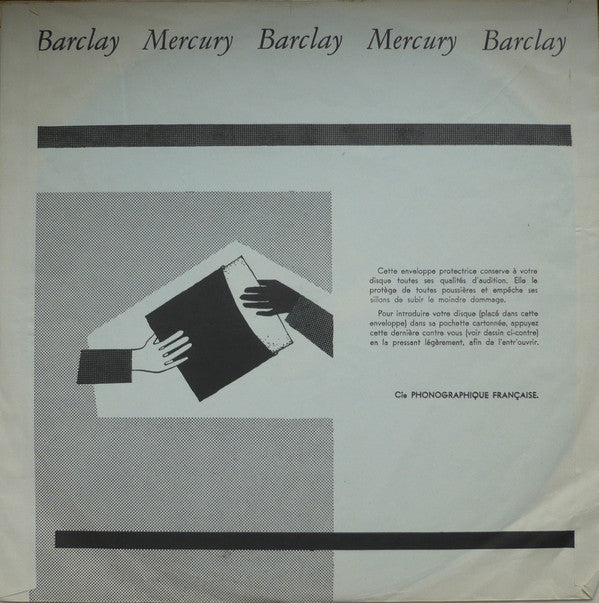 Barclay Mercury Barclay Mercury Barclay
Cette enveloppe protectrice conserve à votre
disque toutes ses qualités d'audition. Elle le
protège de toutes poussières et empêche ses
sillons de subir le moindre dommage.
Pour introduire votre disque (placé dans cette
enveloppe) dans sa pochette cartonnée, appuyez
cette dernière contre vous (voir dessin ci-contre)
en la pressant légèrement, afin de l'entr'ouvrir.
Cie PHONOGRAPHIQUE FRANÇAISE.